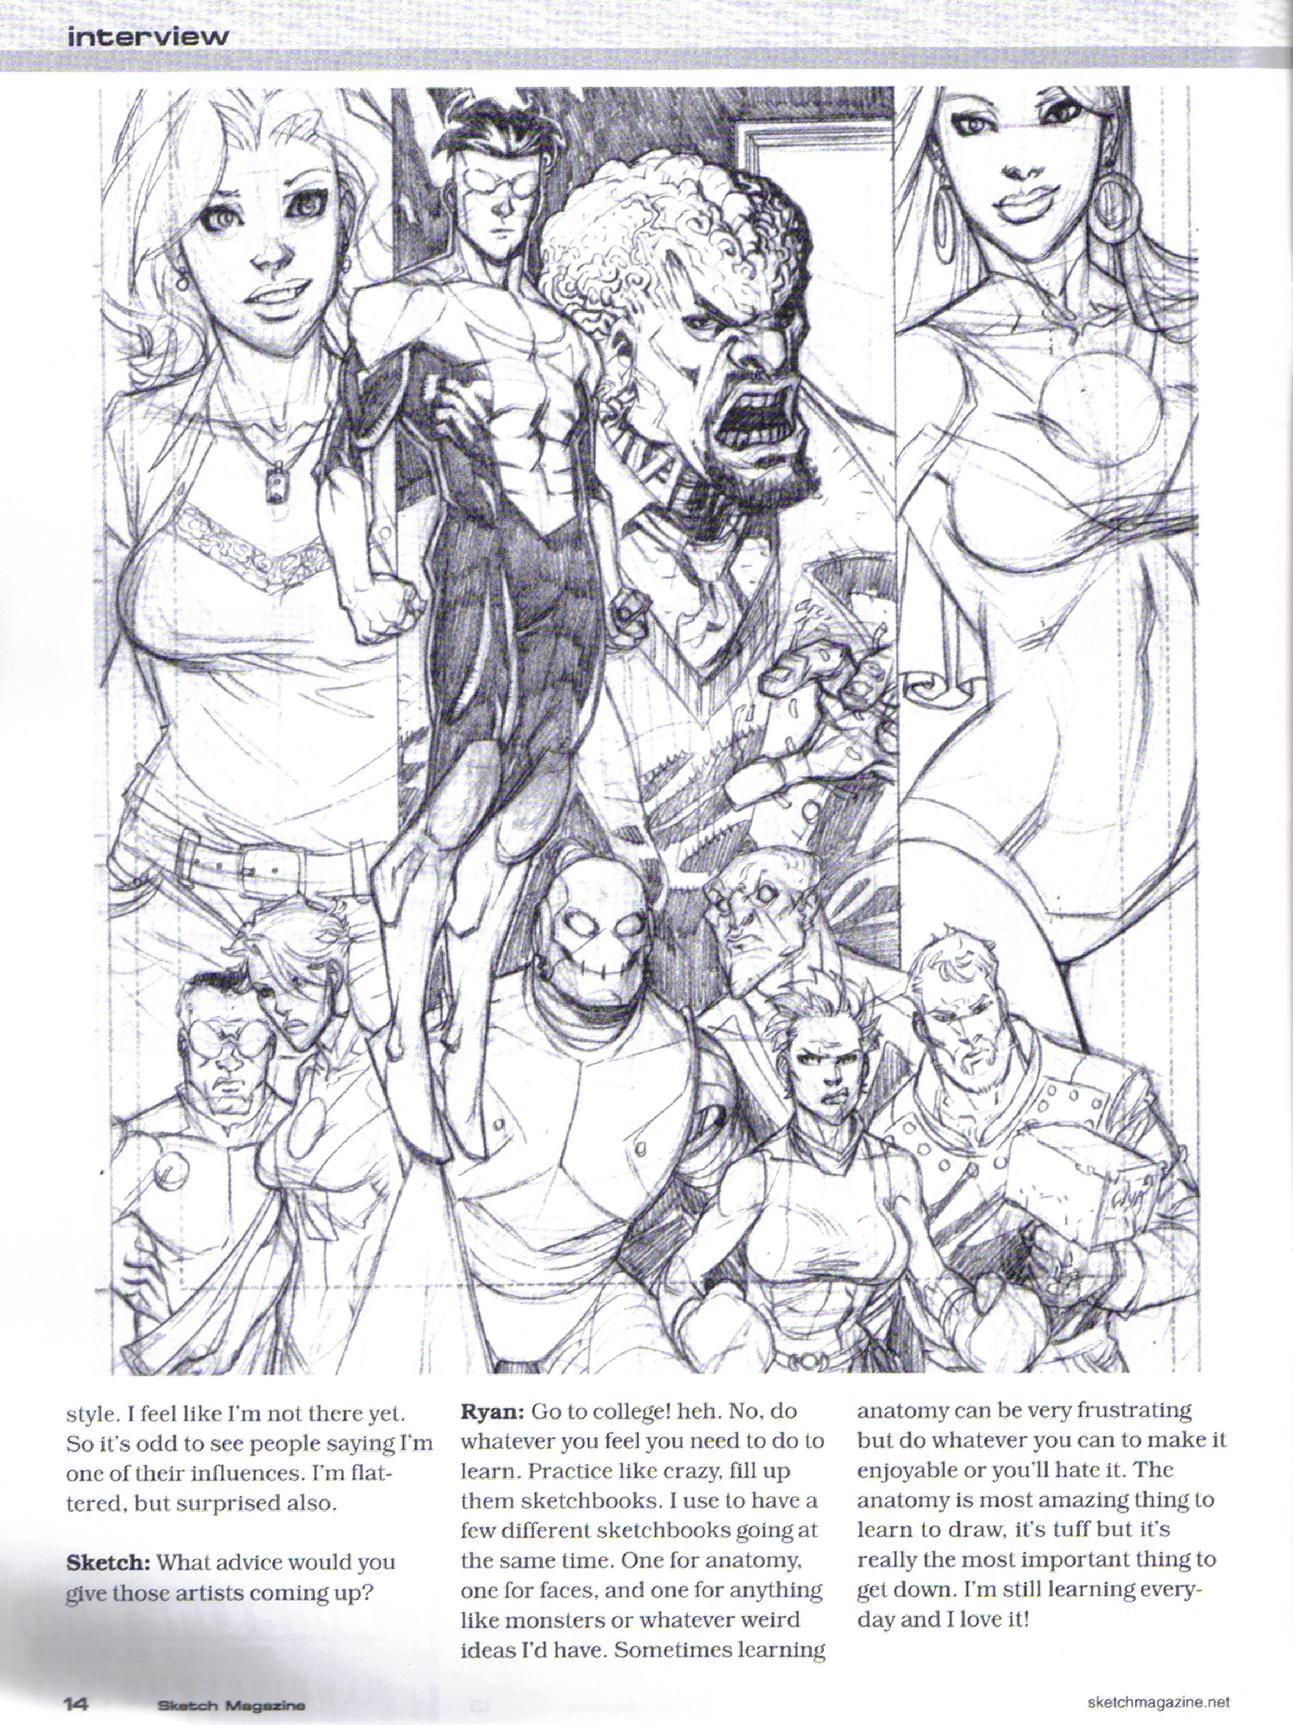 interview
style. I feel like I'm not there yet.
So it's odd to see people saying I'm
one of their influences. I'm flat-
tered, but surprised also.
Sketch: What advice would you
give those artists coming up?
Ryan: Go to college! heh. No, do
whatever you feel you need to do to
learn. Practice like crazy, fill up
them sketchbooks. I use to have a
few different sketchbooks going at
the same time. One for anatomy,
one for faces, and one for anything
like monsters or whatever weird
ideas I'd have. Sometimes learning
anatomy can be very frustrating
but do whatever you can to make it
enjoyable or you'll hate it. The
anatomy is most amazing thing to
learn to draw, it's tuff but it's
really the most important thing to
get down. I'm still learning every-
day and I love it!
14 Sketch Magazine
sketchmagazine.net